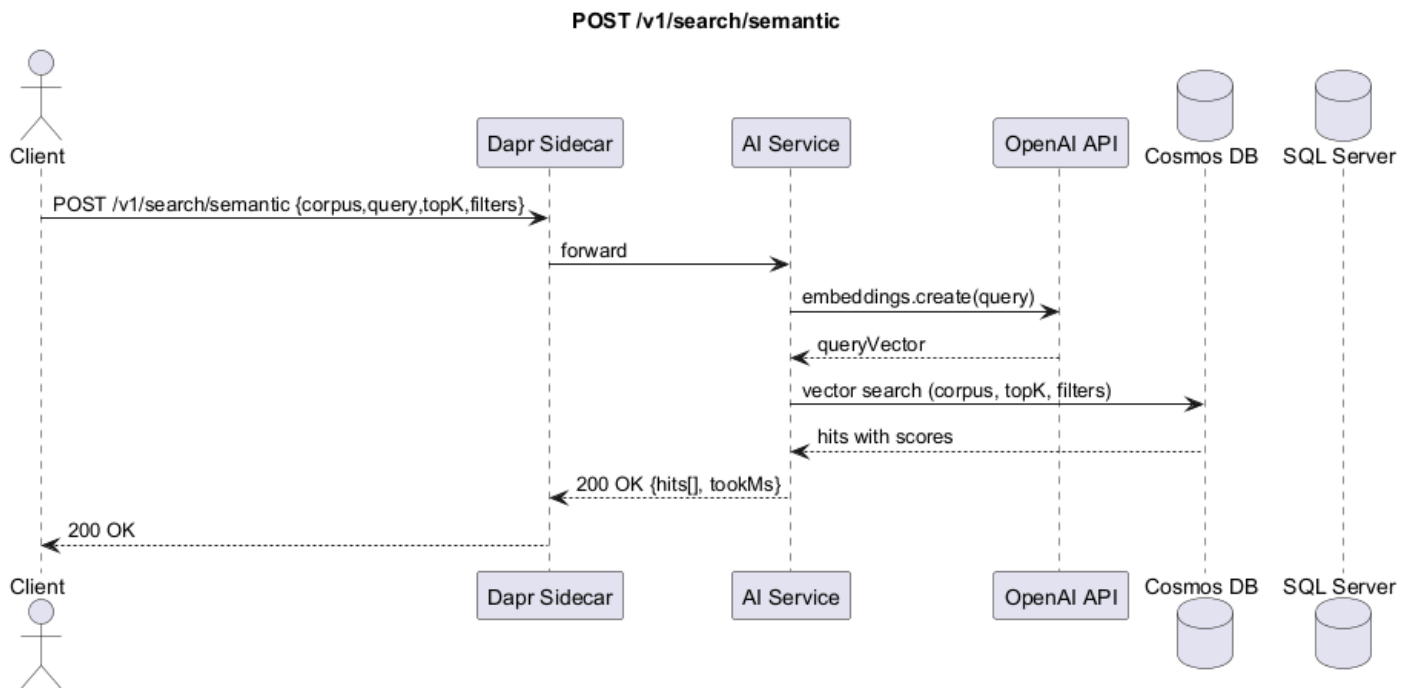 POST /v1/search/semantic
Client
Dapr Sidecar
AI Service
OpenAI API
Cosmos DB
SQL Server
POST /v1/search/semantic {corpus,query,topK,filters}
forward
embeddings.create(query)
queryVector
vector search (corpus, topK, filters)
hits with scores
200 OK {hits[], tookMs}
200 OK
Client
Dapr Sidecar
AI Service
OpenAI API
Cosmos DB
SQL Server